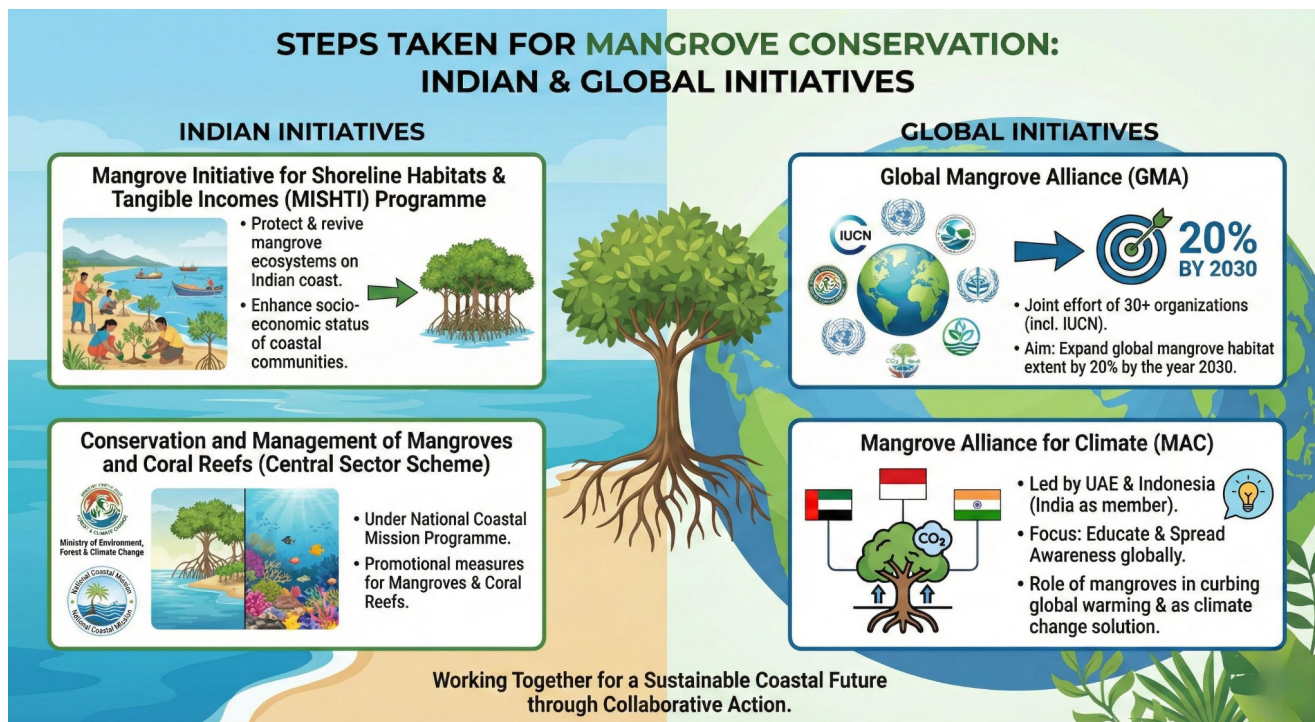 STEPS TAKEN FOR MANGROVE CONSERVATION:
INDIAN & GLOBAL INITIATIVES
INDIAN INITIATIVES
Mangrove Initiative for Shoreline Habitats &
Tangible Incomes (MISHTI) Programme
• Protect & revive
mangrove
ecosystems on
Indian coast.
• Enhance socio-
economic status
of coastal
communities.
Conservation and Management of Mangroves
and Coral Reefs (Central Sector Scheme)
Ministry of Environment,
Forest & Climate Change
National Coastal Mission
National Coastal Mission
• Under National Coastal
Mission Programme.
• Promotional measures
for Mangroves & Coral
Reefs.
GLOBAL INITIATIVES
Global Mangrove Alliance (GMA)
IUCN
CO₂
20%
BY 2030
• Joint effort of 30+ organizations
(incl. IUCN).
• Aim: Expand global mangrove habitat
extent by 20% by the year 2030.
Mangrove Alliance for Climate (MAC)
CO₂
• Led by UAE & Indonesia
(India as member).
• Focus: Educate & Spread
Awareness globally.
• Role of mangroves in curbing
global warming & as climate
change solution.
Working Together for a Sustainable Coastal Future
through Collaborative Action.